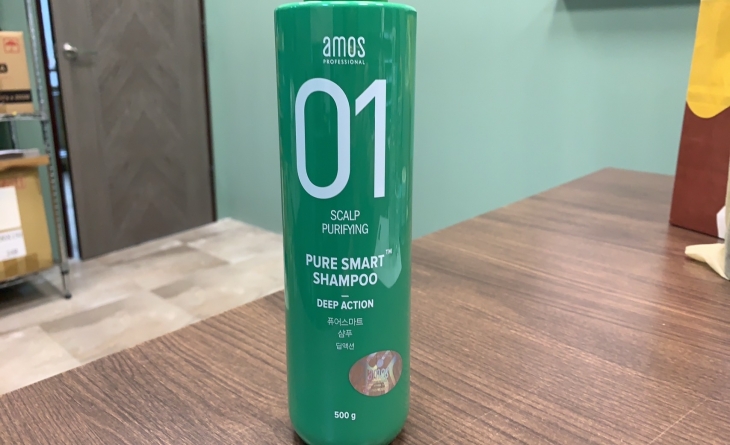 amos
PROFESSIONAL
01
SCALP
PURIFYING
PURE SMART™
SHAMPOO
DEEP ACTION
퓨어스마트
샴푸
딥액션
500 g